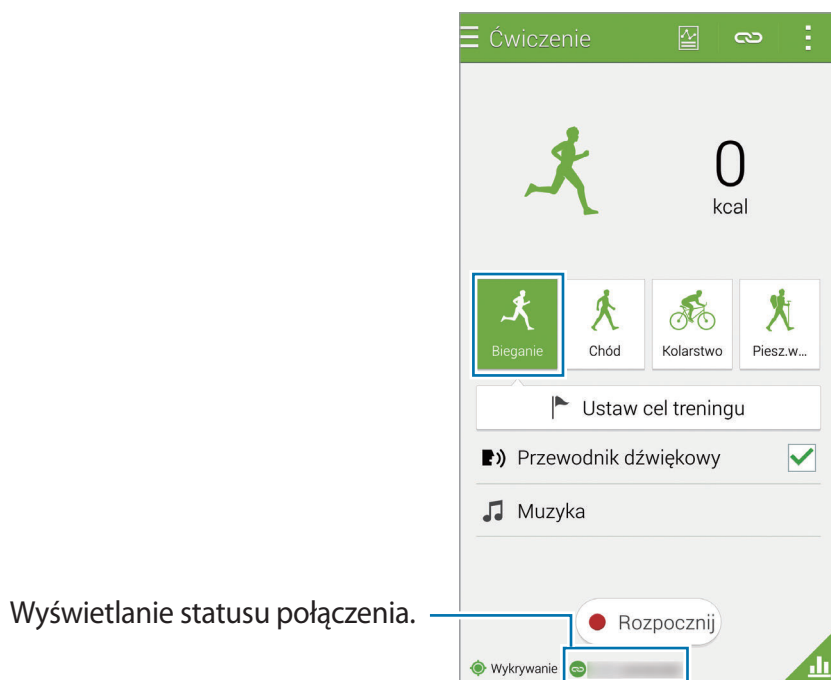 Ćwiczenie
0
kcal
Bieganie
Chód
Kolarstwo
Piesz.w...
Ustaw cel treningu
Przewodnik dźwiękowy
Muzyka
Wyświetlanie statusu połączenia.
Rozpocznij
Wykrywanie